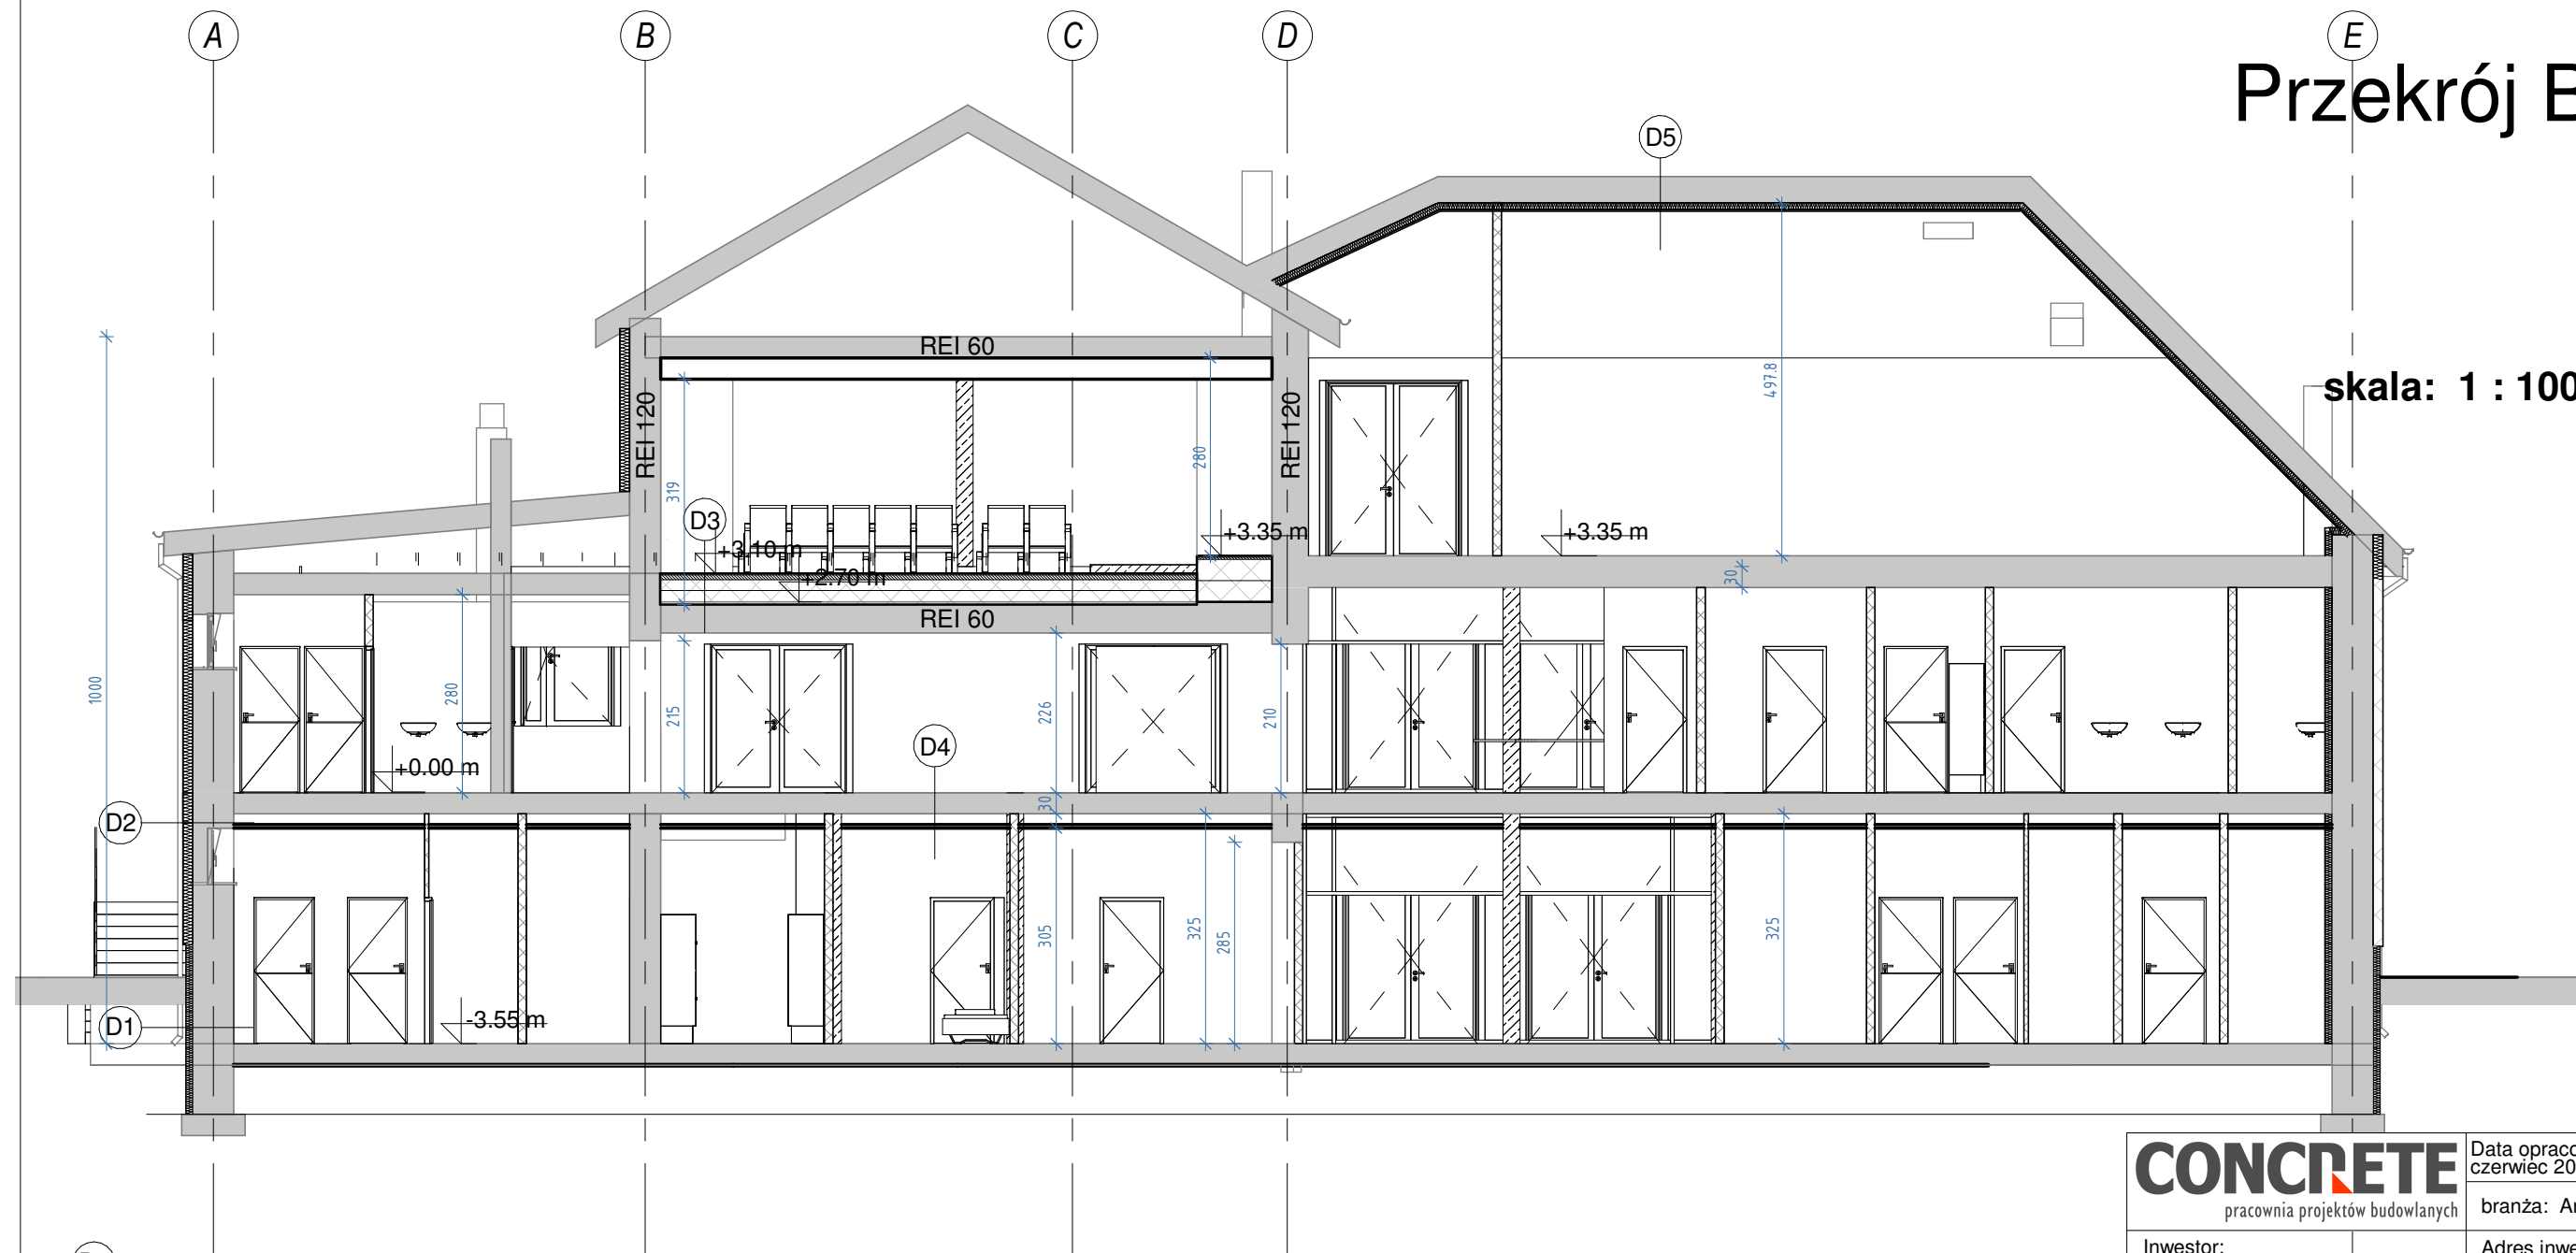 A
B
C
D
E
Przekrój B
D5
REI 60
skala: 1 : 100
497.8
REI 120
REI 120
280
319
D3
+3.35 m
+3.35 m
+3.10 m
+2.70 m
30
REI 60
1000
280
215
226
210
D4
+0.00 m
30
D2
325
285
305
325
D1
-3.55 m
CONCRETE
pracownia projektów budowlanych
Data opraco
czerwiec 20
branża: Ar
Inwestor:
Adres inwe